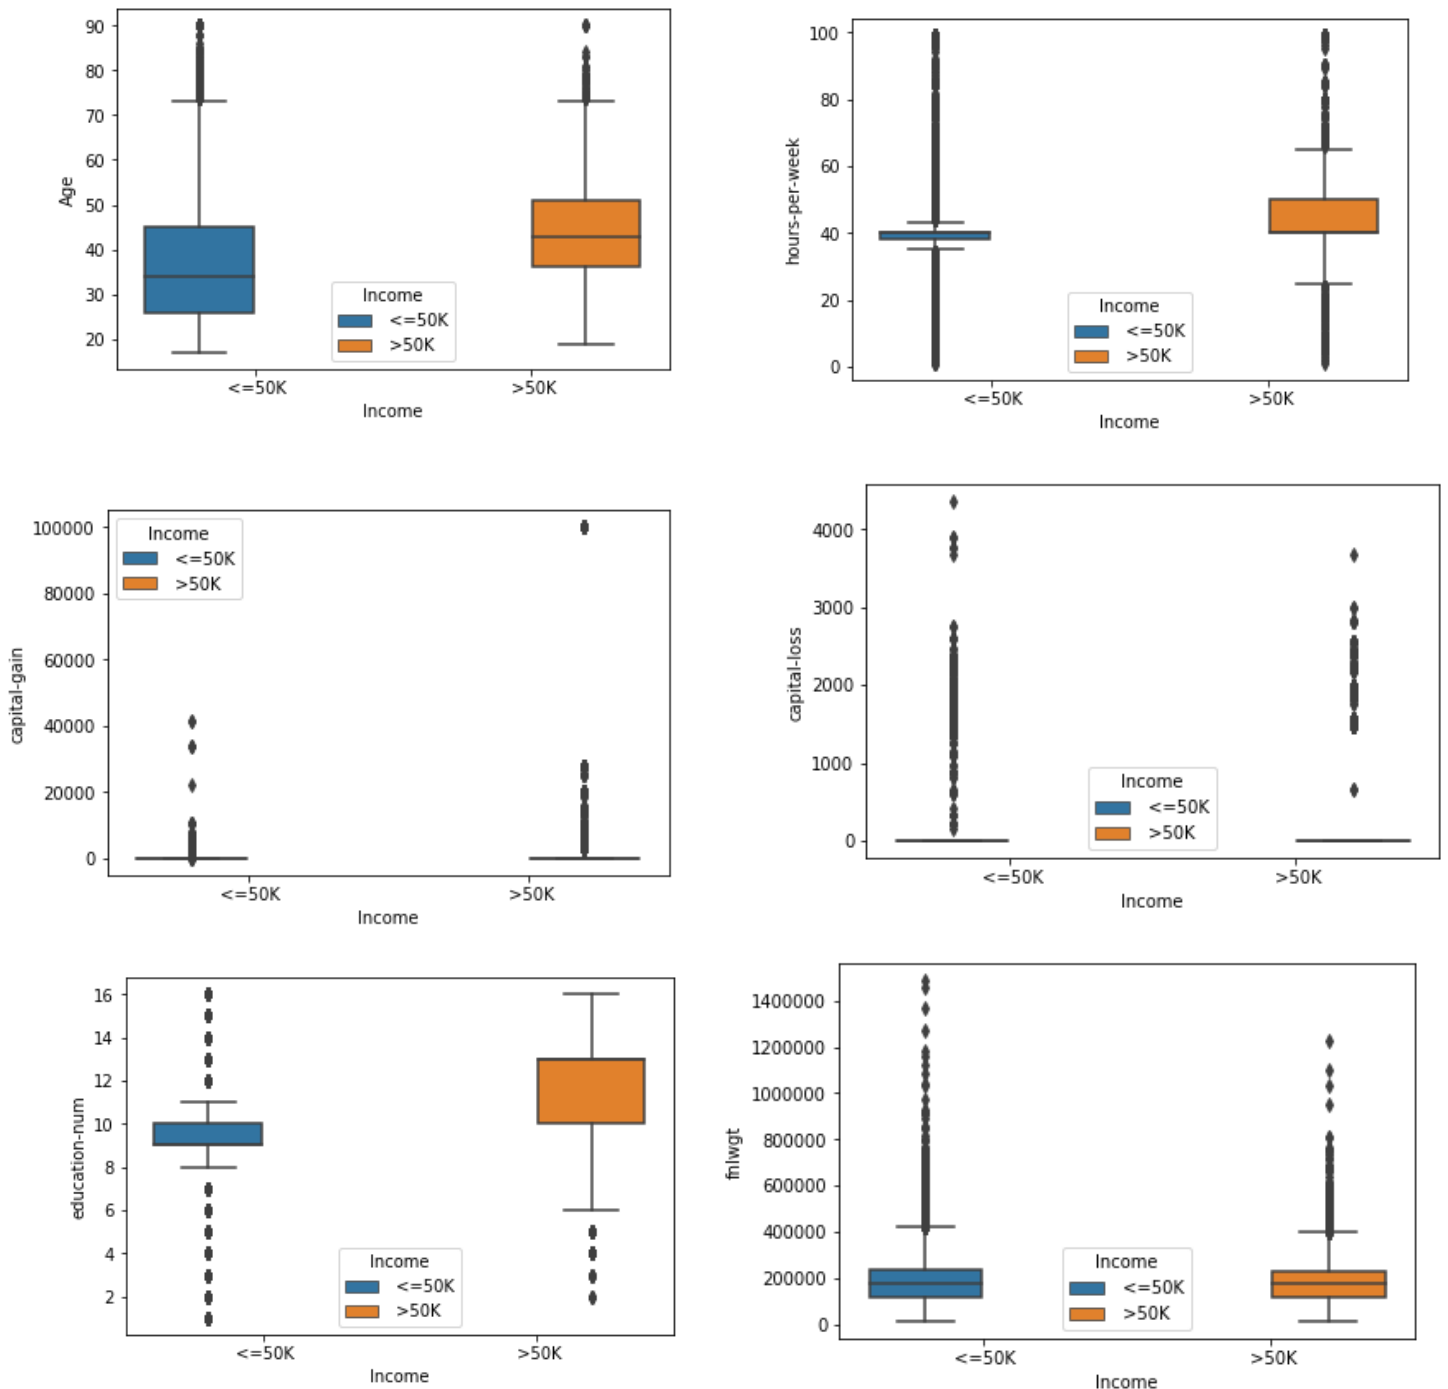 90
80
70
60
50
40
30
20
Age
Income
<=50K
>50K
<=50K >50K
Income
100
80
60
40
20
0
hours-per-week
Income
<=50K
>50K
<=50K >50K
Income
100000
80000
60000
40000
20000
0
capital-gain
Income
<=50K
>50K
<=50K >50K
Income
4000
3000
2000
1000
0
capital-loss
Income
<=50K
>50K
<=50K >50K
Income
16
14
12
10
8
6
4
2
education-num
Income
<=50K
>50K
<=50K >50K
Income
1400000
1200000
1000000
800000
600000
400000
200000
0
fnlwgt
Income
<=50K
>50K
<=50K >50K
Income